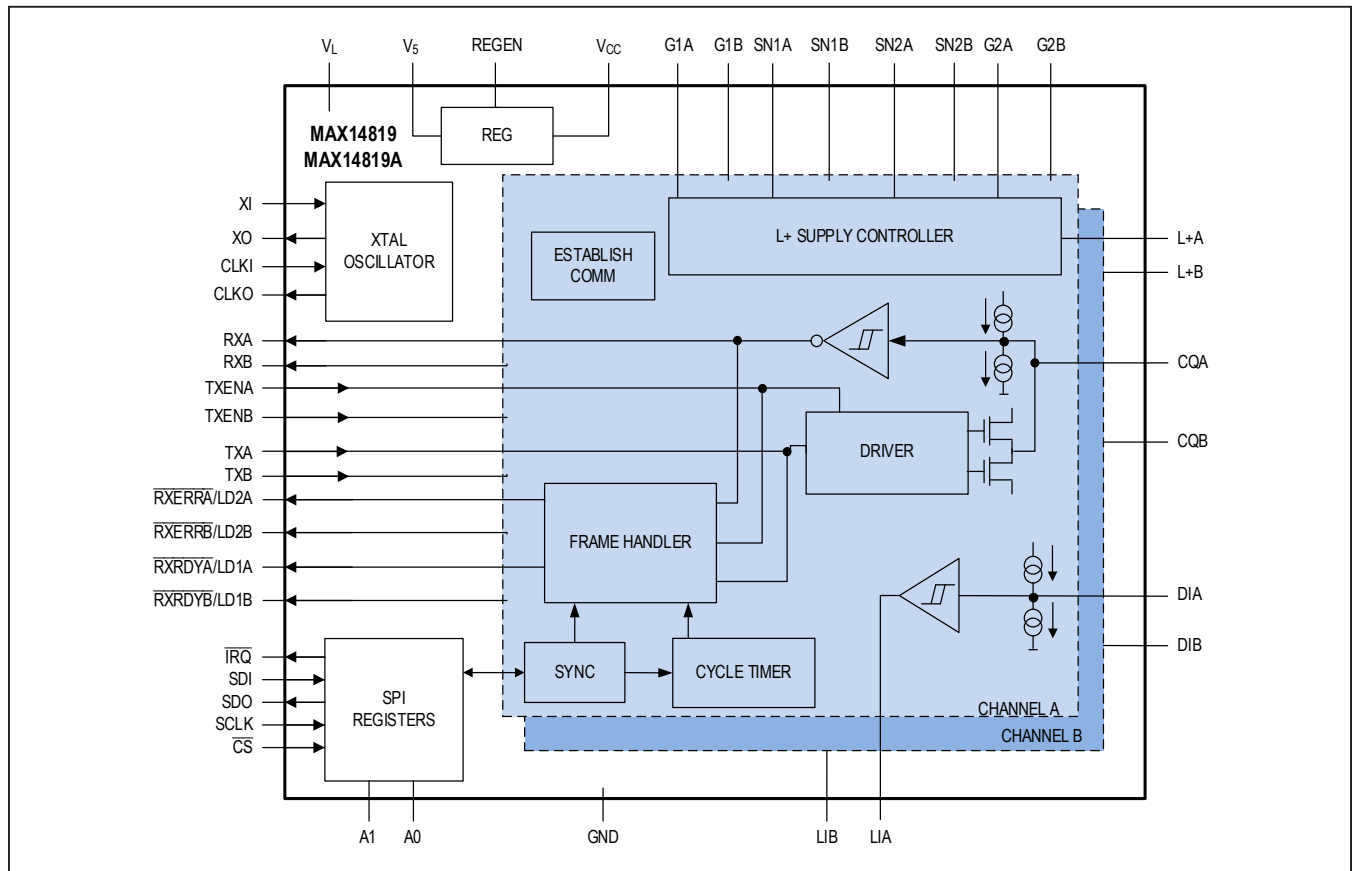 VL
V5
REGEN
VCC
G1A
G1B
SN1A
SN1B
SN2A
SN2B
G2A
G2B
MAX14819
MAX14819A
REG
XI
XO
CLKI
CLKO
XTAL
OSCILLATOR
ESTABLISH
COMM
L+ SUPPLY CONTROLLER
L+A
L+B
RXA
RXB
TXENA
TXENB
TXA
TXB
CQA
CQB
DRIVER
RXERRA/LD2A
RXERRB/LD2B
RXRDYA/LD1A
RXRDYB/LD1B
FRAME HANDLER
DIA
DIB
IRQ
SDI
SDO
SCLK
CS
SPI
REGISTERS
SYNC
CYCLE TIMER
CHANNEL A
CHANNEL B
A1
A0
GND
LIB
LIA